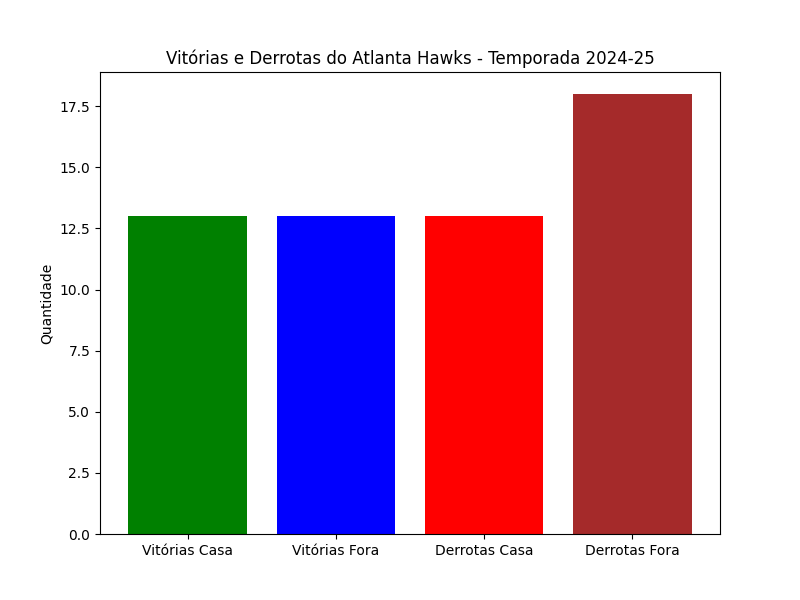 Vitórias e Derrotas do Atlanta Hawks - Temporada 2024-25
Quantidade
17.5
15.0
12.5
10.0
7.5
5.0
2.5
0.0
Vitórias Casa
Vitórias Fora
Derrotas Casa
Derrotas Fora